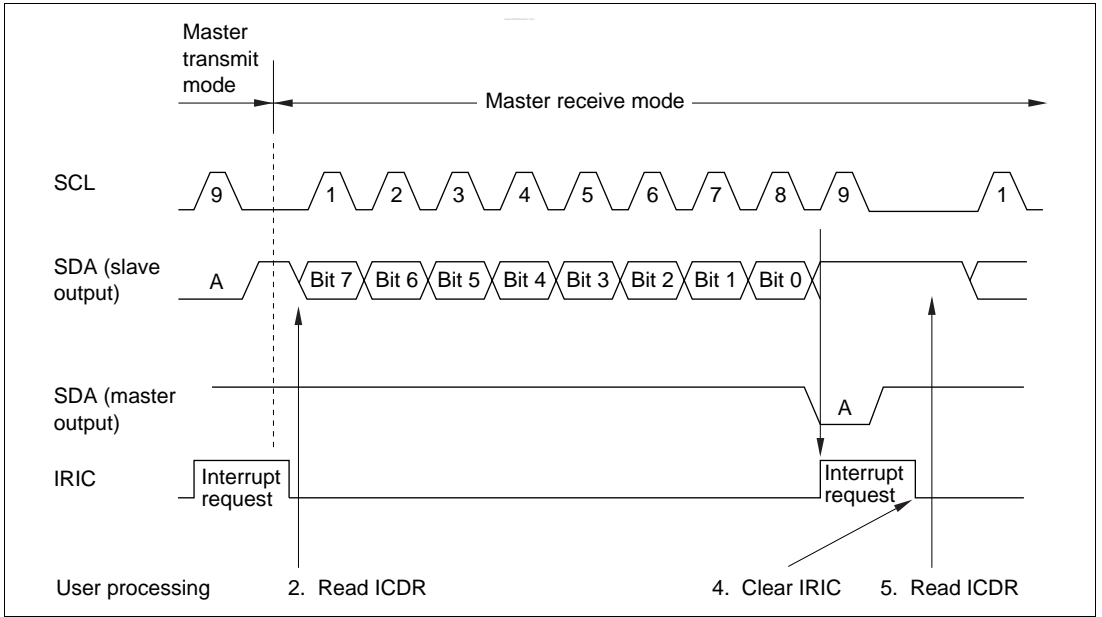 Master
transmit
mode
Master receive mode
SCL
9 1 2 3 4 5 6 7 8 9 1
SDA (slave
output)
A Bit 7 Bit 6 Bit 5 Bit 4 Bit 3 Bit 2 Bit 1 Bit 0
SDA (master
output)
A
IRIC
Interrupt
request
Interrupt
request
User processing
2. Read ICDR
4. Clear IRIC
5. Read ICDR